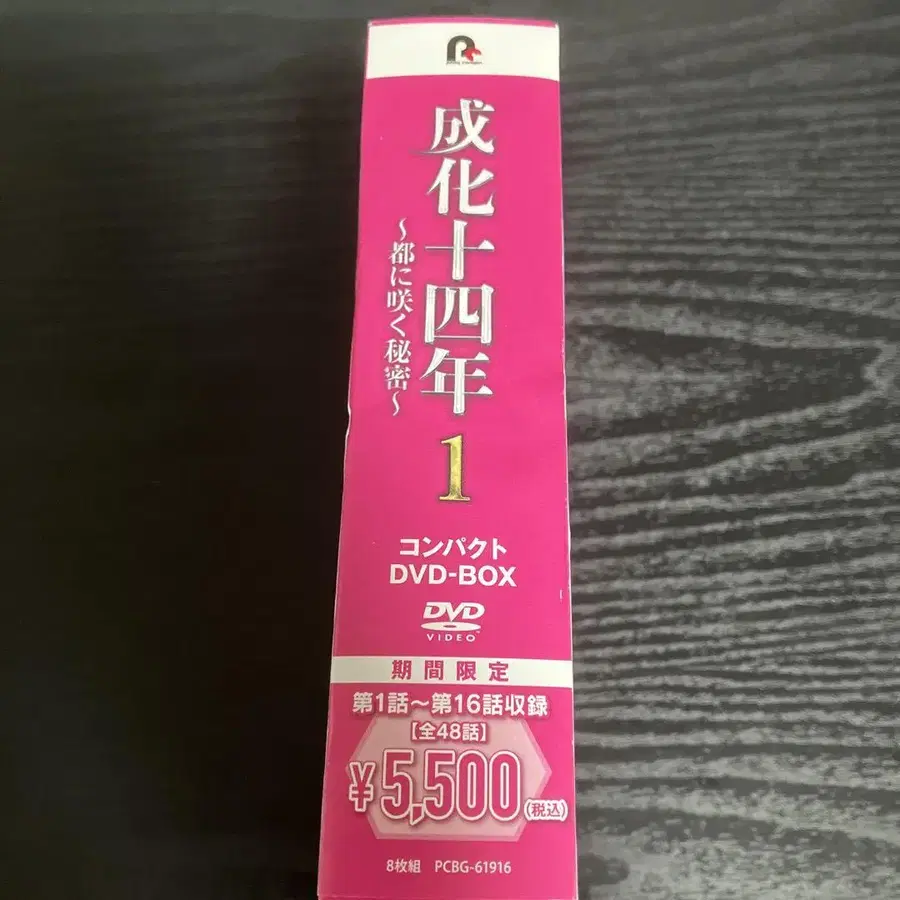 成化十四年
～都に咲く秘密～
1
コンパクト
DVD-BOX
DVD
VIDEO
期間限定
第1話～第16話収録
【全48話】
¥5,500(税込)
8枚組 PCBG-61916